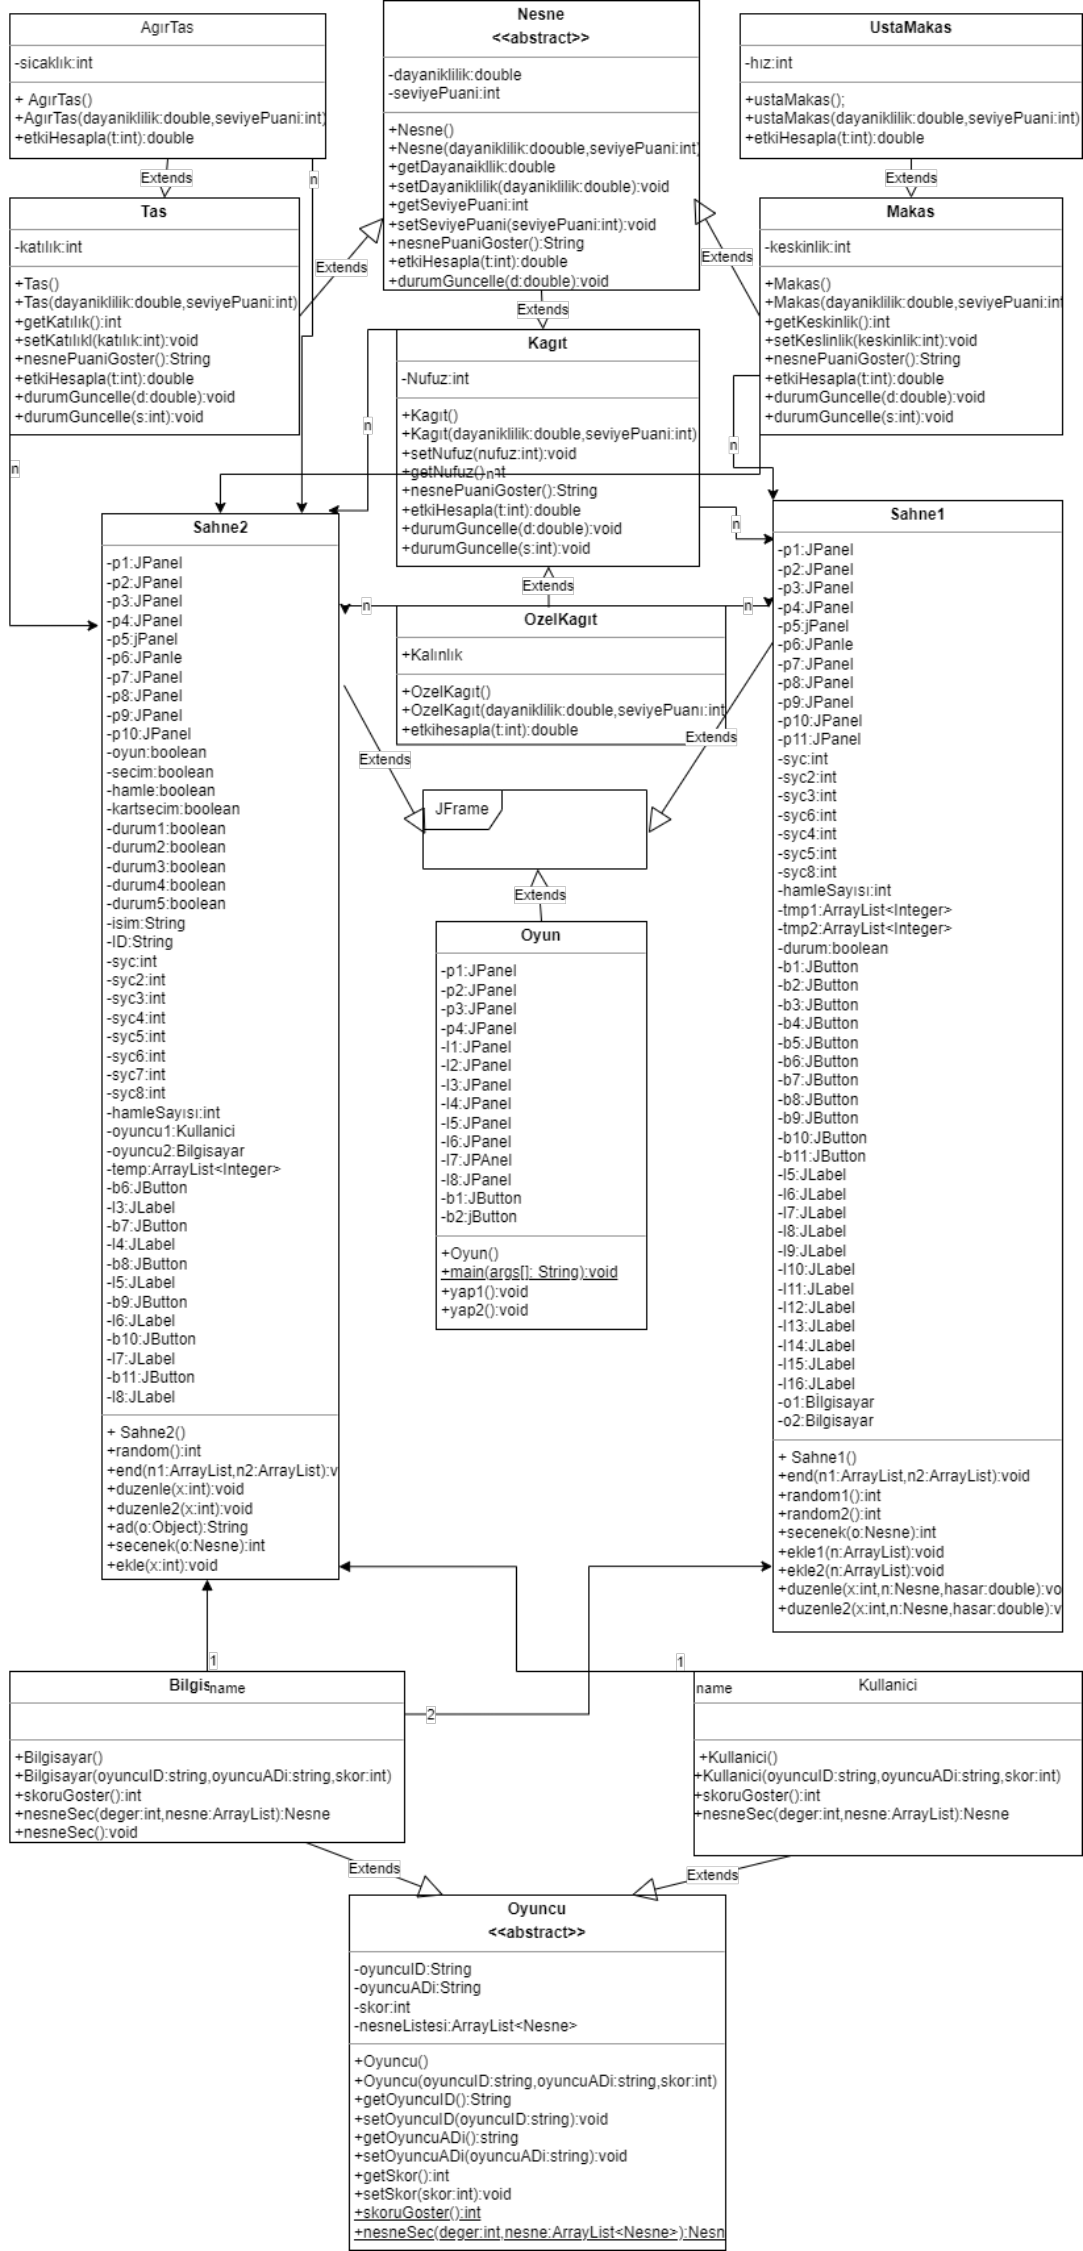 AgırTas
-sicaklık:int
+ AgırTas()
+AgırTas(dayaniklilik:double,seviyePuani:int)
+etkiHesapla(t:int):double
Nesne
<<abstract>>
-dayaniklilik:double
-seviyePuani:int
+Nesne()
+Nesne(dayaniklilik:doouble,seviyePuani:int)
+getDayanaikllik:double
+setDayaniklilik(dayaniklilik:double):void
+getSeviyePuani:int
+setSeviyePuani(seviyePuani:int):void
+nesnePuaniGoster():String
+etkiHesapla(t:int):double
+durumGuncelle(d:double):void
UstaMakas
-hız:int
+ustaMakas();
+ustaMakas(dayaniklilik:double,seviyePuani:int)
+etkiHesapla(t:int):double
Extends
n
Extends
Extends
Extends
Extends
Tas
-katılık:int
+Tas()
+Tas(dayaniklilik:double,seviyePuani:int)
+getKatılık():int
+setKatılıkl(katılık:int):void
+nesnePuaniGoster():String
+etkiHesapla(t:int):double
+durumGuncelle(d:double):void
+durumGuncelle(s:int):void
Kagıt
-Nufuz:int
+Kagıt()
+Kagıt(dayaniklilik:double,seviyePuani:int)
+setNufuz(nufuz:int):void
+getNufuz():int
+nesnePuaniGoster():String
+etkiHesapla(t:int):double
+durumGuncelle(d:double):void
+durumGuncelle(s:int):void
Makas
-keskinlik:int
+Makas()
+Makas(dayaniklilik:double,seviyePuani:int
+getKeskinlik():int
+setKeslinlik(keskinlik:int):void
+nesnePuaniGoster():String
+etkiHesapla(t:int):double
+durumGuncelle(d:double):void
+durumGuncelle(s:int):void
n
n
n
n
n
Extends
n
n
OzelKagıt
+Kalınlık
+OzelKagıt()
+OzelKagıt(dayaniklilik:double,seviyePuanı:int
+etkihesapla(t:int):double
Extends
Extends
Sahne2
-p1:JPanel
-p2:JPanel
-p3:JPanel
-p4:JPanel
-p5:jPanel
-p6:JPanle
-p7:JPanel
-p8:JPanel
-p9:JPanel
-p10:JPanel
-oyun:boolean
-secim:boolean
-hamle:boolean
-kartsecim:boolean
-durum1:boolean
-durum2:boolean
-durum3:boolean
-durum4:boolean
-durum5:boolean
-isim:String
-ID:String
-syc:int
-syc2:int
-syc3:int
-syc4:int
-syc5:int
-syc6:int
-syc7:int
-syc8:int
-hamleSayısı:int
-oyuncu1:Kullanici
-oyuncu2:Bilgisayar
-temp:ArrayList<Integer>
-b6:JButton
-l3:JLabel
-b7:JButton
-l4:JLabel
-b8:JButton
-l5:JLabel
-b9:JButton
-l6:JLabel
-b10:JButton
-l7:JLabel
-b11:JButton
-l8:JLabel
+ Sahne2()
+random():int
+end(n1:ArrayList,n2:ArrayList):v
+duzenle(x:int):void
+duzenle2(x:int):void
+ad(o:Object):String
+secenek(o:Nesne):int
+ekle(x:int):void
JFrame
Extends
Oyun
-p1:JPanel
-p2:JPanel
-p3:JPanel
-p4:JPanel
-l1:JPanel
-l2:JPanel
-l3:JPanel
-l4:JPanel
-l5:JPanel
-l6:JPanel
-l7:JPAnel
-l8:JPanel
-b1:JButton
-b2:jButton
+Oyun()
+main(args[]: String):void
+yap1():void
+yap2():void
Sahne1
-p1:JPanel
-p2:JPanel
-p3:JPanel
-p4:JPanel
-p5:jPanel
-p6:JPanle
-p7:JPanel
-p8:JPanel
-p9:JPanel
-p10:JPanel
-p11:JPanel
-syc:int
-syc2:int
-syc3:int
-syc6:int
-syc4:int
-syc5:int
-syc8:int
-hamleSayısı:int
-tmp1:ArrayList<Integer>
-tmp2:ArrayList<Integer>
-durum:boolean
-b1:JButton
-b2:JButton
-b3:JButton
-b4:JButton
-b5:JButton
-b6:JButton
-b7:JButton
-b8:JButton
-b9:JButton
-b10:JButton
-b11:JButton
-l5:JLabel
-l6:JLabel
-l7:JLabel
-l8:JLabel
-l9:JLabel
-l10:JLabel
-l11:JLabel
-l12:JLabel
-l13:JLabel
-l14:JLabel
-l15:JLabel
-l16:JLabel
-o1:Bİlgisayar
-o2:Bilgisayar
+ Sahne1()
+end(n1:ArrayList,n2:ArrayList):void
+random1():int
+random2():int
+secenek(o:Nesne):int
+ekle1(n:ArrayList):void
+ekle2(n:ArrayList):void
+duzenle(x:int,n:Nesne,hasar:double):vo
+duzenle2(x:int,n:Nesne,hasar:double):v
1
1
2
Bilgis
name
+Bilgisayar()
+Bilgisayar(oyuncuID:string,oyuncuADi:string,skor:int)
+skoruGoster():int
+nesneSec(deger:int,nesne:ArrayList):Nesne
+nesneSec():void
name
Kullanici
+Kullanici()
+Kullanici(oyuncuID:string,oyuncuADi:string,skor:int)
+skoruGoster():int
+nesneSec(deger:int,nesne:ArrayList):Nesne
Extends
Extends
Oyuncu
<<abstract>>
-oyuncuID:String
-oyuncuADi:String
-skor:int
-nesneListesi:ArrayList<Nesne>
+Oyuncu()
+Oyuncu(oyuncuID:string,oyuncuADi:string,skor:int)
+getOyuncuID():String
+setOyuncuID(oyuncuID:string):void
+getOyuncuADi():string
+setOyuncuADi(oyuncuADi:string):void
+getSkor():int
+setSkor(skor:int):void
+skoruGoster():int
+nesneSec(deger:int,nesne:ArrayList<Nesne>):Nesn